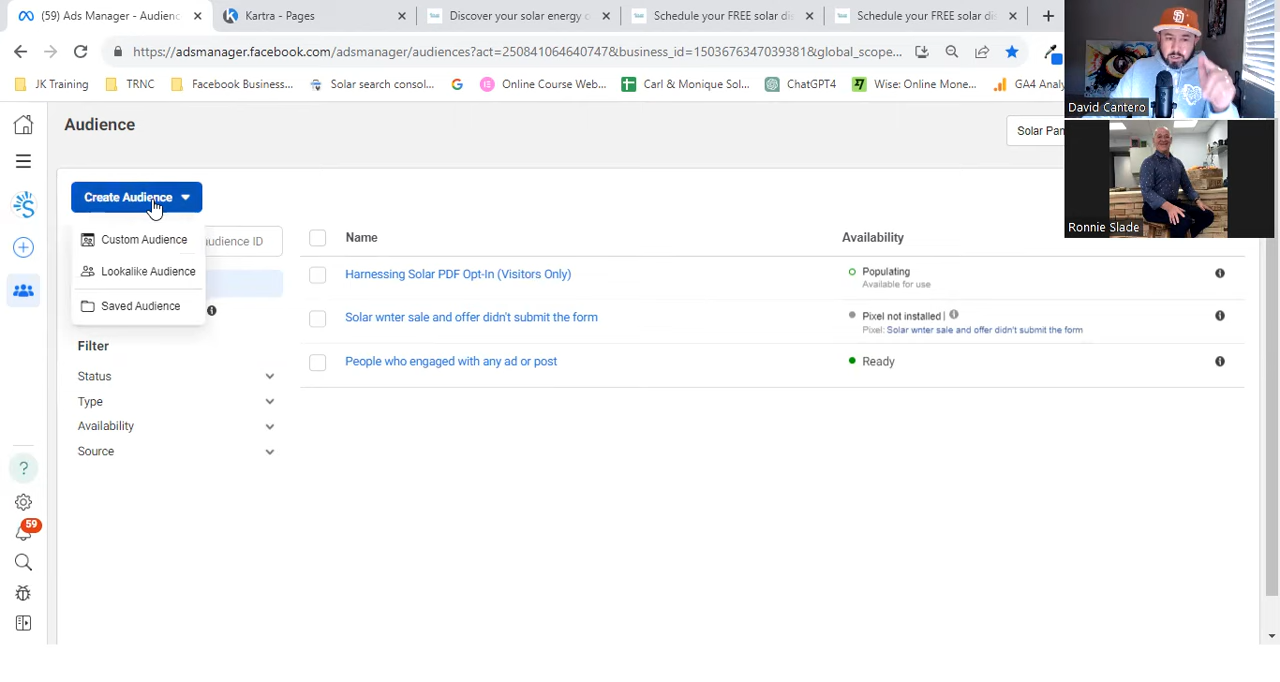 (59) Ads Manager - Audienc
Kartra - Pages
Discover your solar energy c
Schedule your FREE solar di
Schedule your FREE solar di
https://adsmanager.facebook.com/adsmanager/audiences?act=2508410646407​47&business_id=1503676347039381&global_scope...
JK Training
TRNC
Facebook Business...
Solar search consol...
Online Course Web...
Carl & Monique Sol...
ChatGPT4
Wise: Online Mone...
GA4 Analy
David Cantero
Audience
Solar Pan
Create Audience
Custom Audience
Lookalike Audience
Saved Audience
audience ID
Name
Availability
Ronnie Slade
Harnessing Solar PDF Opt-In (Visitors Only)
Populating
Available for use
Solar wnter sale and offer didn't submit the form
Pixel not installed |
Pixel: Solar wnter sale and offer didn't submit the form
People who engaged with any ad or post
Ready
Filter
Status
Type
Availability
Source
59